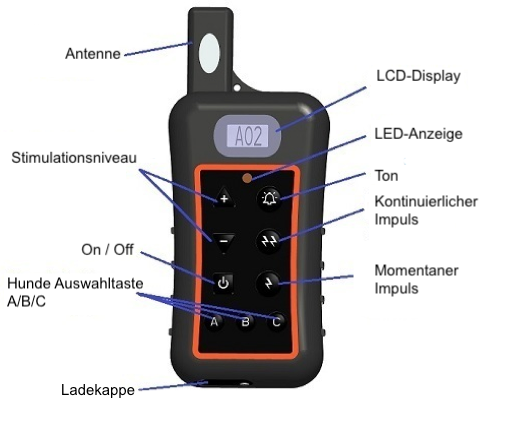 Antenne
LCD-Display
A02
LED-Anzeige
Stimulationsniveau
Ton
+
Kontinuierlicher
Impuls
-
On / Off
Momentaner
Impuls
Hunde Auswahltaste
A/B/C
A B C
Ladekappe